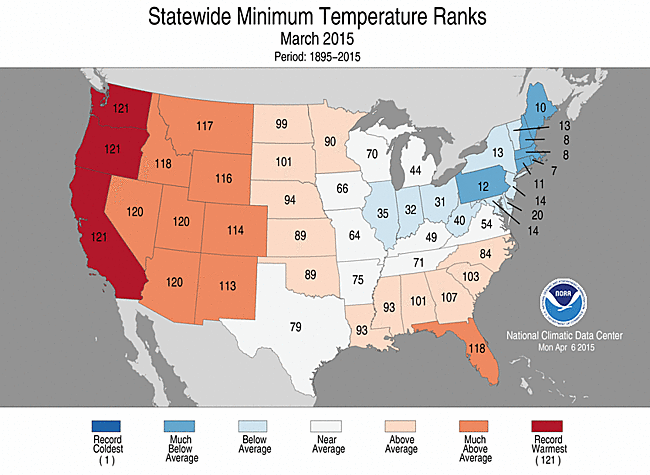 Statewide Minimum Temperature Ranks
March 2015
Period: 1895–2015
121
117
99
90
10
121
118
101
70
13
13
8
116
44
8
7
94
66
12
11
120
120
114
35
32
31
14
121
89
64
40
20
54
14
49
120
113
89
75
71
84
103
79
93
93
101
107
118
NOAA
National Climatic Data Center
Mon Apr 6 2015
Record
Coldest
( 1 )
Much
Below
Average
Below
Average
Near
Average
Above
Average
Much
Above
Average
Record
Warmest
( 121 )